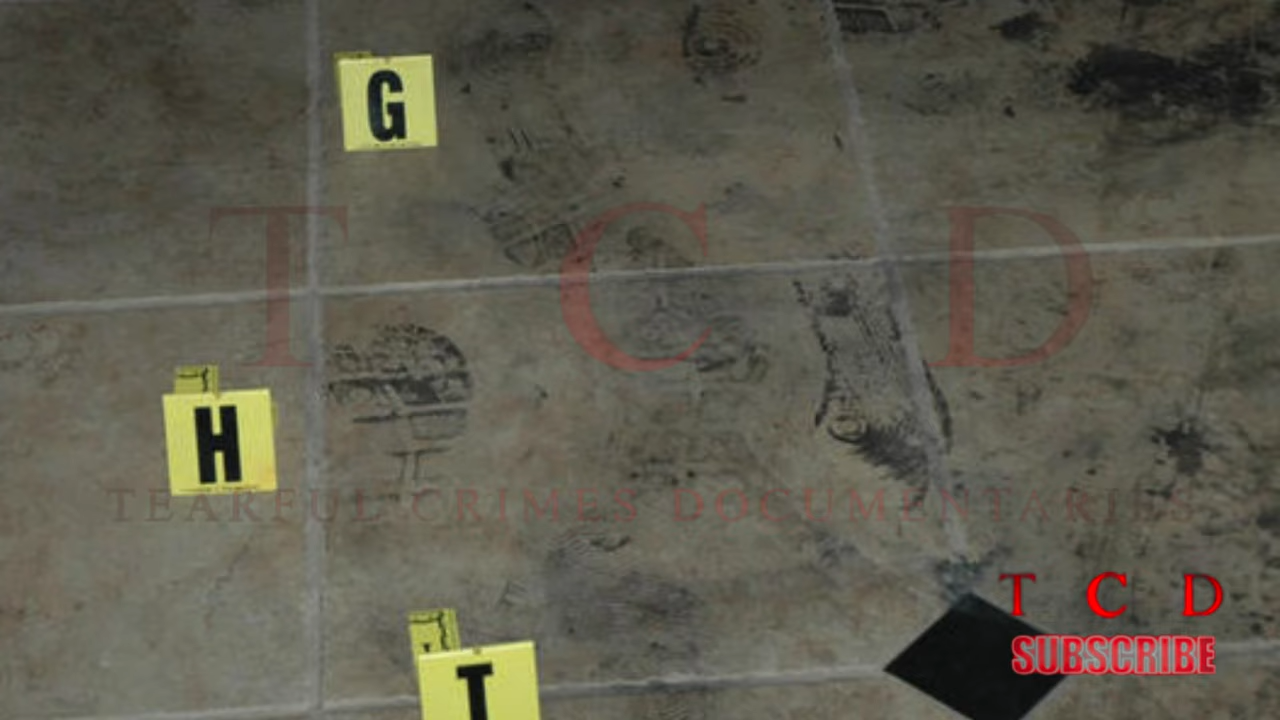 G
T C D
H
TEARFUL CRIMES DOCUMENTARIES
T C D
SUBSCRIBE